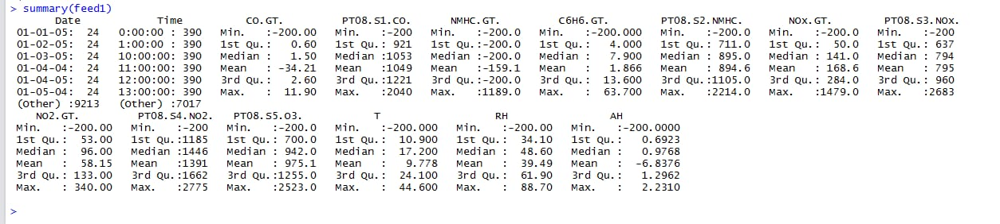 > summary(feed1)
Date Time CO.GT. PT08.S1.CO. NMHC.GT. C6H6.GT. PT08.S2.NMHC. NOx.GT. PT08.S3.NOx.
01-01-05: 24 0:00:00 : 390 Min. :-200.00 Min. :-200 Min. :-200.0 Min. :-200.000 Min. :-200.0 Min. :-200.0 Min. :-200
01-02-05: 24 1:00:00 : 390 1st Qu.: 0.60 1st Qu.: 921 1st Qu.:-200.0 1st Qu.: 4.000 1st Qu.: 711.0 1st Qu.: 50.0 1st Qu.: 637
01-03-05: 24 10:00:00: 390 Median : 1.50 Median :1053 Median :-200.0 Median : 7.900 Median : 895.0 Median : 141.0 Median : 794
01-04-04: 24 11:00:00: 390 Mean : -34.21 Mean :1049 Mean :-159.1 Mean : 1.866 Mean : 894.6 Mean : 168.6 Mean : 795
01-04-05: 24 12:00:00: 390 3rd Qu.: 2.60 3rd Qu.:1221 3rd Qu.:-200.0 3rd Qu.: 13.600 3rd Qu.:1105.0 3rd Qu.: 284.0 3rd Qu.: 960
01-05-04: 24 13:00:00: 390 Max. : 11.90 Max. :2040 Max. :1189.0 Max. : 63.700 Max. :2214.0 Max. :1479.0 Max. :2683
(Other) :9213 (Other) :7017
NO2.GT. PT08.S4.NO2. PT08.S5.O3. T RH AH
Min. :-200.00 Min. :-200 Min. :-200.0 Min. :-200.000 Min. :-200.00 Min. :-200.0000
1st Qu.: 53.00 1st Qu.:1185 1st Qu.: 700.0 1st Qu.: 10.900 1st Qu.: 34.10 1st Qu.: 0.6923
Median : 96.00 Median :1446 Median : 942.0 Median : 17.200 Median : 48.60 Median : 0.9768
Mean : 58.15 Mean :1391 Mean : 975.1 Mean : 9.778 Mean : 39.49 Mean : -6.8376
3rd Qu.: 133.00 3rd Qu.:1662 3rd Qu.:1255.0 3rd Qu.: 24.100 3rd Qu.: 61.90 3rd Qu.: 1.2962
Max. : 340.00 Max. :2775 Max. :2523.0 Max. : 44.600 Max. : 88.70 Max. : 2.2310
>